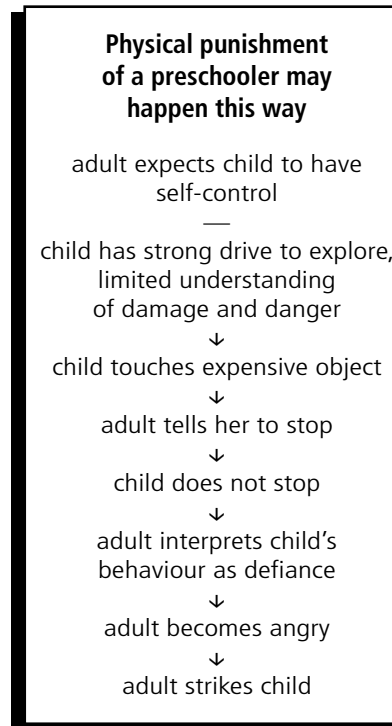 Physical punishment
of a preschooler may
happen this way
adult expects child to have
self-control
—
child has strong drive to explore,
limited understanding
of damage and danger
↓
child touches expensive object
↓
adult tells her to stop
↓
child does not stop
↓
adult interprets child’s
behaviour as defiance
↓
adult becomes angry
↓
adult strikes child